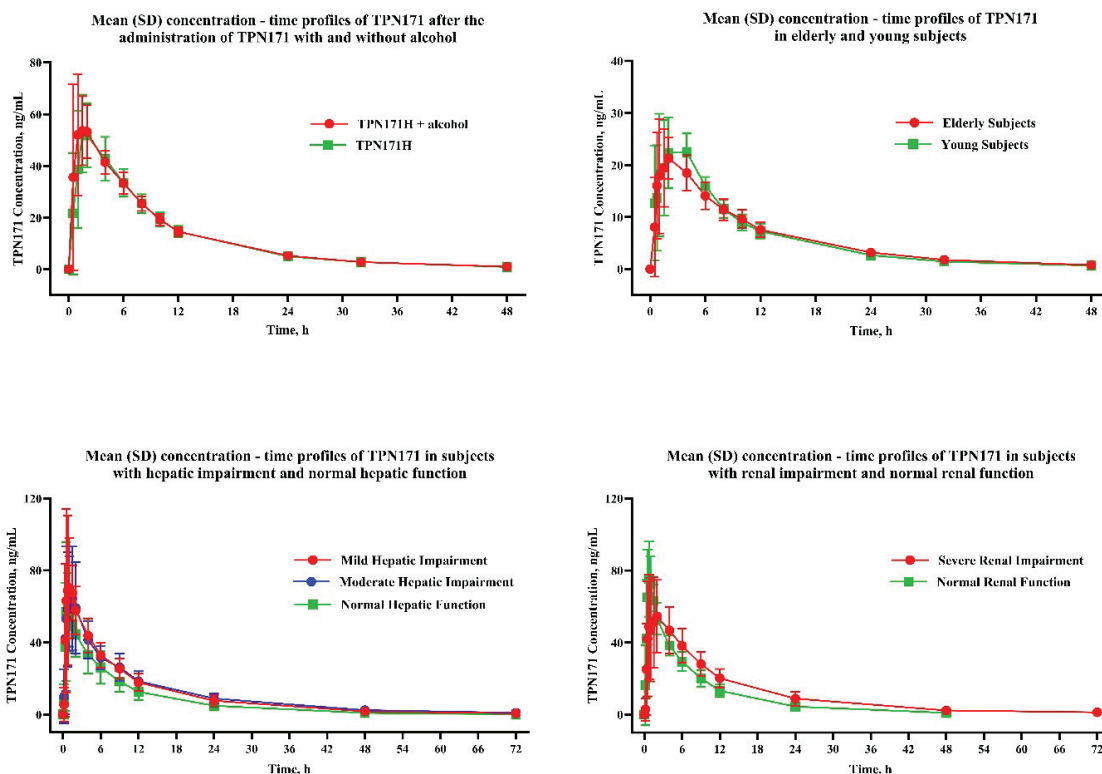 Mean (SD) concentration - time profiles of TPN171 after the
administration of TPN171 with and without alcohol
TPN171 Concentration, ng/mL
80
60
40
20
0
TPN171H + alcohol
TPN171H
0 6 12 18 24 30 36 42 48
Time, h
Mean (SD) concentration - time profiles of TPN171
in elderly and young subjects
TPN171 Concentration, ng/mL
40
30
20
10
0
Elderly Subjects
Young Subjects
0 6 12 18 24 30 36 42 48
Time, h
Mean (SD) concentration - time profiles of TPN171 in subjects
with hepatic impairment and normal hepatic function
TPN171 Concentration, ng/mL
120
80
40
0
Mild Hepatic Impairment
Moderate Hepatic Impairment
Normal Hepatic Function
0 6 12 18 24 30 36 42 48 54 60 66 72
Time, h
Mean (SD) concentration - time profiles of TPN171 in subjects
with renal impairment and normal renal function
TPN171 Concentration, ng/mL
120
80
40
0
Severe Renal Impairment
Normal Renal Function
0 6 12 18 24 30 36 42 48 54 60 66 72
Time, h